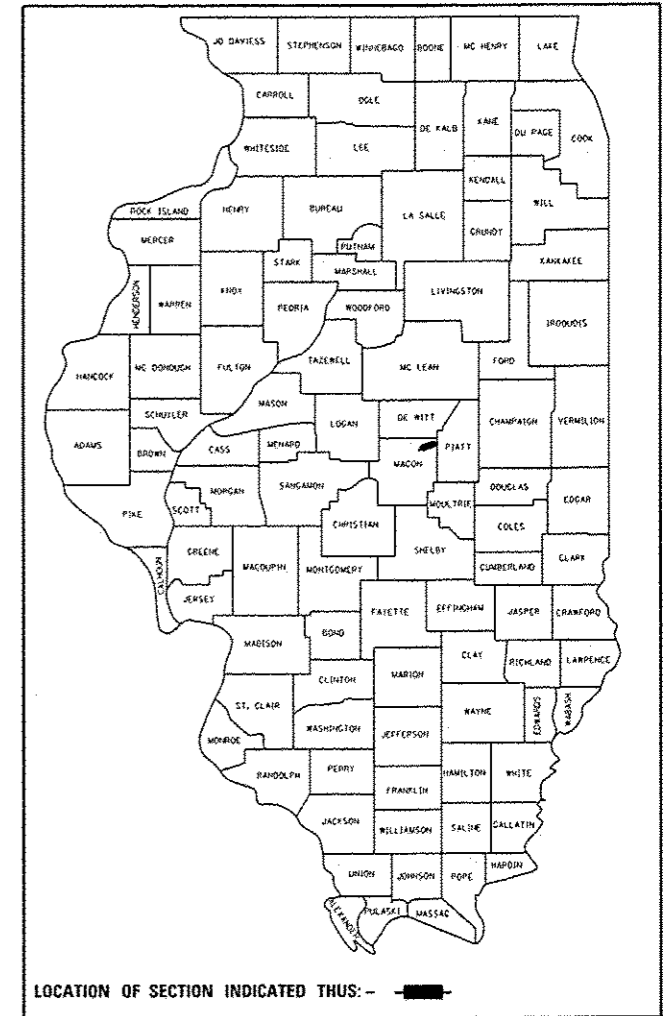 JO DAVIESS STEPHENSON WINNEBAGO BOONE MC HENRY LAKE
CARROLL OGLE DE KALB KANE DU PAGE COOK
WHITESIDE LEE KENDALL WILL
ROCK ISLAND HENRY BUREAU LA SALLE GRUNDY
MERCER PUTNAM KANKAKEE
HENDERSON WARREN KNOX STARK MARSHALL LIVINGSTON
PEORIA WOODFORD IROQUOIS
HANCOCK MC DONOUGH FULTON TAZEWELL MC LEAN FORD
SCHUYLER MASON LOGAN DE WITT CHAMPAIGN VERMILION
ADAMS BROWN CASS MENARD MACON PIATT
PIKE SCOTT MORGAN SANGAMON CHRISTIAN MOULTRIE DOUGLAS EDGAR
COLES
CALHOUN GREENE MACOUPIN MONTGOMERY SHELBY CUMBERLAND CLARK
JERSEY FAYETTE EFFINGHAM JASPER CRAWFORD
MADISON BOND CLAY RICHLAND LAWRENCE
CLINTON MARION
ST. CLAIR WASHINGTON JEFFERSON WAYNE EDWARDS WABASH
MONROE
RANDOLPH PERRY FRANKLIN HAMILTON WHITE
JACKSON WILLIAMSON SALINE GALLATIN
UNION JOHNSON POPE HARDIN
ALEXANDER PULASKI MASSAC
LOCATION OF SECTION INDICATED THUS: -